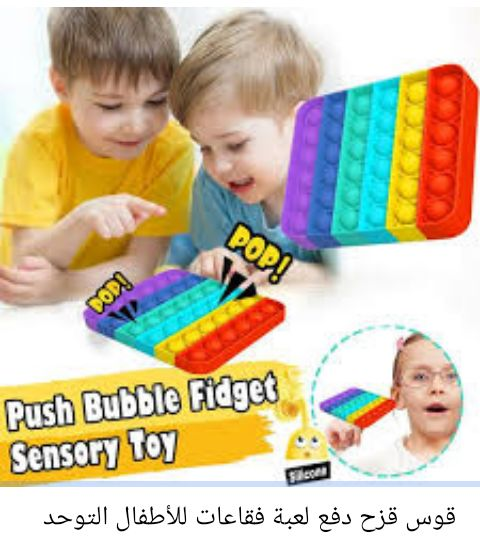 POP!
POP!
Push Bubble Fidget
Sensory Toy
Silicone
قوس قزح دفع لعبة فقاعات للأطفال التوحد